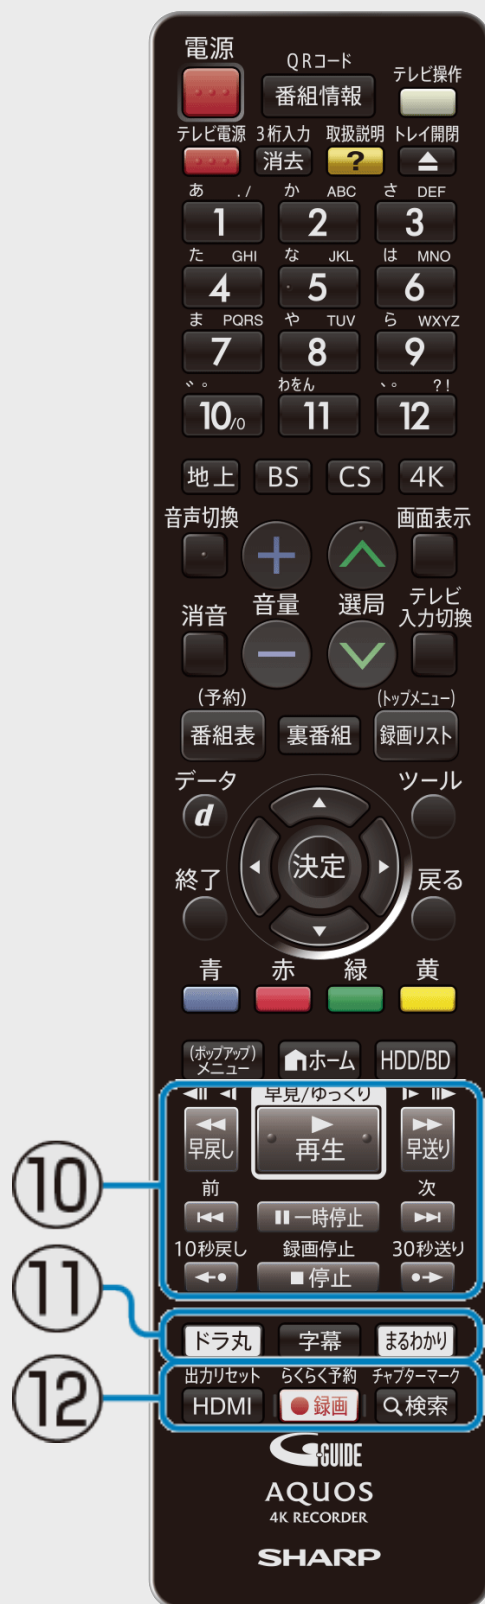 電源
QRコード
テレビ操作
番組情報
テレビ電源 3桁入力 取扱説明 トレイ開閉
消去 ?
あ ./ か ABC さ DEF
1 2 3
た GHI な JKL は MNO
4 5 6
ま PQRS や TUV ら WXYZ
7 8 9
゛゜ わをん 、。 ?!
10/0 11 12
地上 BS CS 4K
音声切換 画面表示
+
消音 音量 選局 テレビ
入力切換
−
(予約) (トップメニュー)
番組表 裏番組 録画リスト
データ ツール
d
決定
終了 戻る
青 赤 緑 黄
(ポップアップ)
メニュー ホーム HDD/BD
早見/ゆっくり
早戻し 再生 早送り
⑩
前 次
一時停止
10秒戻し 録画停止 30秒送り
停止
⑪
ドラ丸 字幕 まるわかり
⑫
出力リセット らくらく予約 チャプターマーク
HDMI 録画 検索
G-GUIDE
AQUOS
4K RECORDER
SHARP